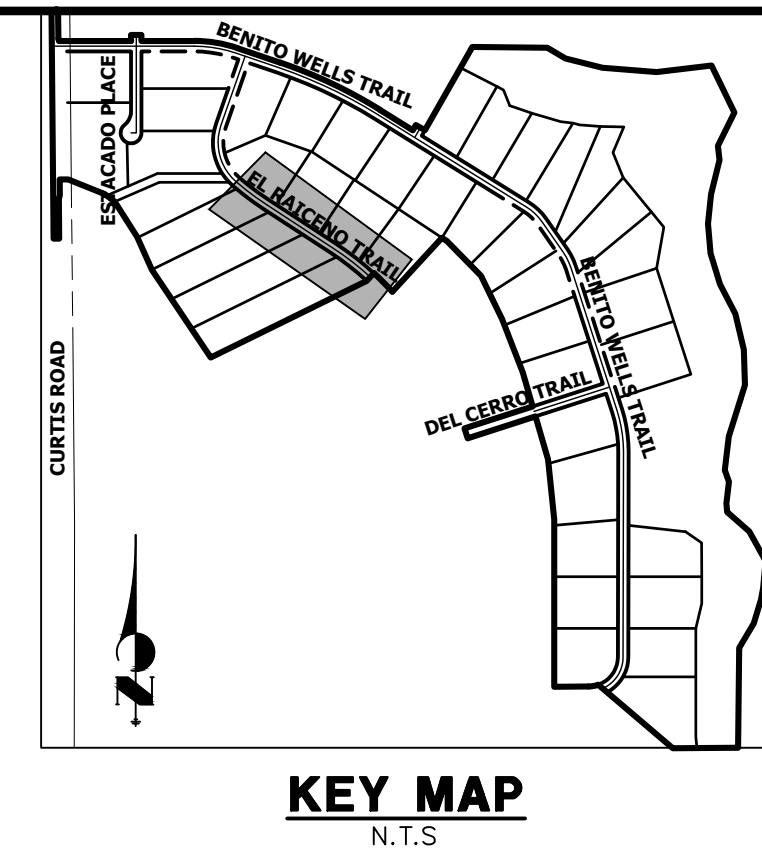 BENITO WELLS TRAIL
ESTACADO PLACE
EL RAICENO TRAIL
BENITO WELLS TRAIL
CURTIS ROAD
DEL CERRO TRAIL
N
KEY MAP
N.T.S